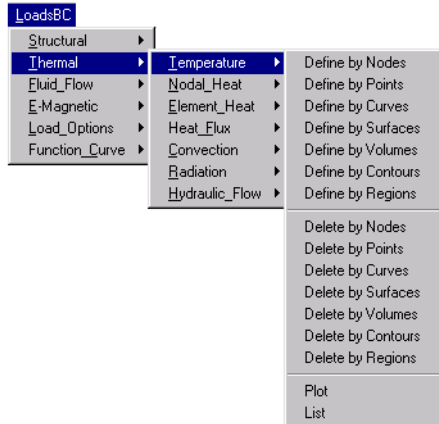 LoadsBC
Structural
Thermal
Fluid_Flow
E-Magnetic
Load_Options
Function_Curve
Temperature
Nodal_Heat
Element_Heat
Heat_Flux
Convection
Radiation
Hydraulic_Flow
Define by Nodes
Define by Points
Define by Curves
Define by Surfaces
Define by Volumes
Define by Contours
Define by Regions
Delete by Nodes
Delete by Points
Delete by Curves
Delete by Surfaces
Delete by Volumes
Delete by Contours
Delete by Regions
Plot
List